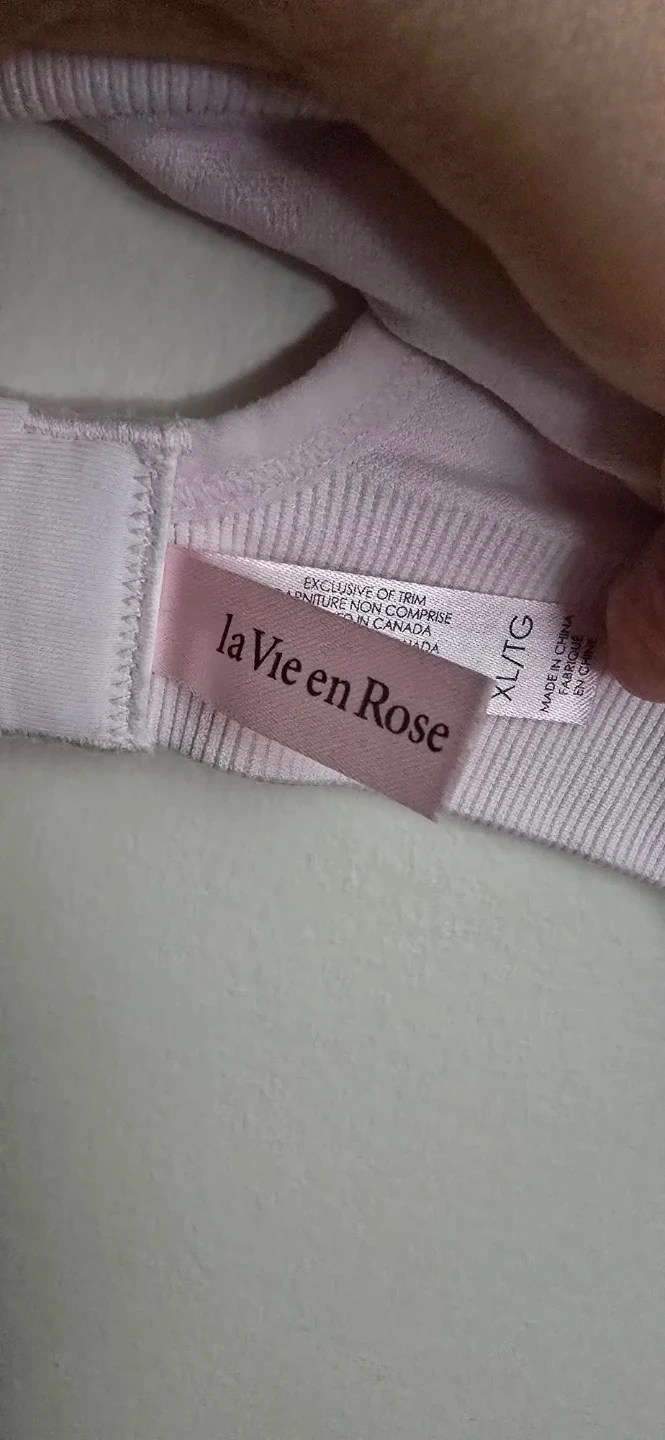 EXCLUSIVE OF TRIM
NON COMPRISE
IN CANADA
la Vie en Rose
XL/TG
MADE IN CHINA
FABRIQUÉ
EN CHINE